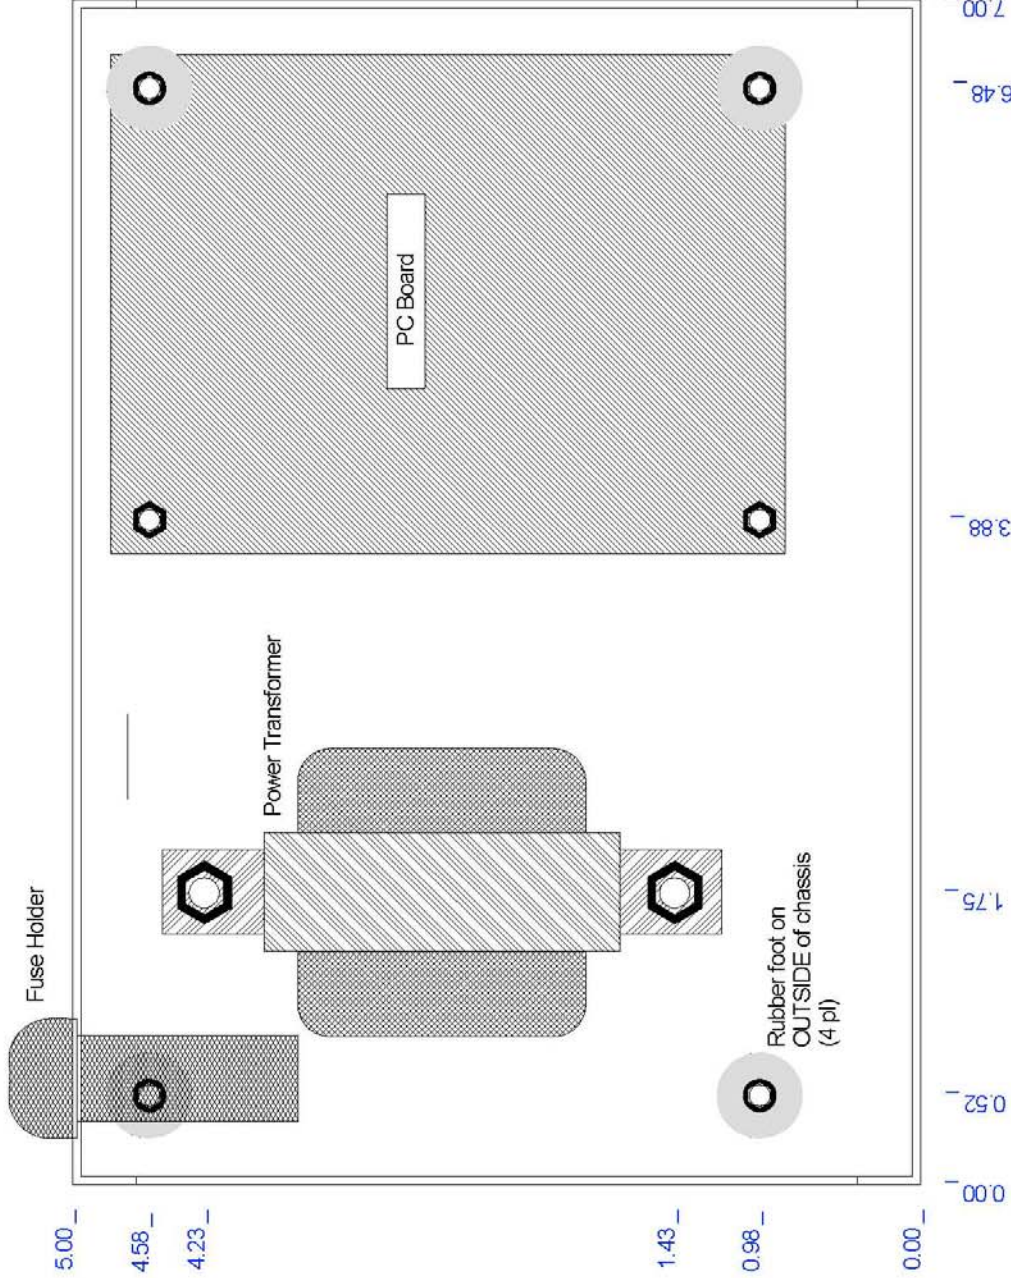 Fuse Holder
Power Transformer
PC Board
Rubber foot on
OUTSIDE of chassis
(4 pl)
5.00
4.58
4.23
1.43
0.98
0.00
0.00
0.52
1.75
3.88
6.48
7.00